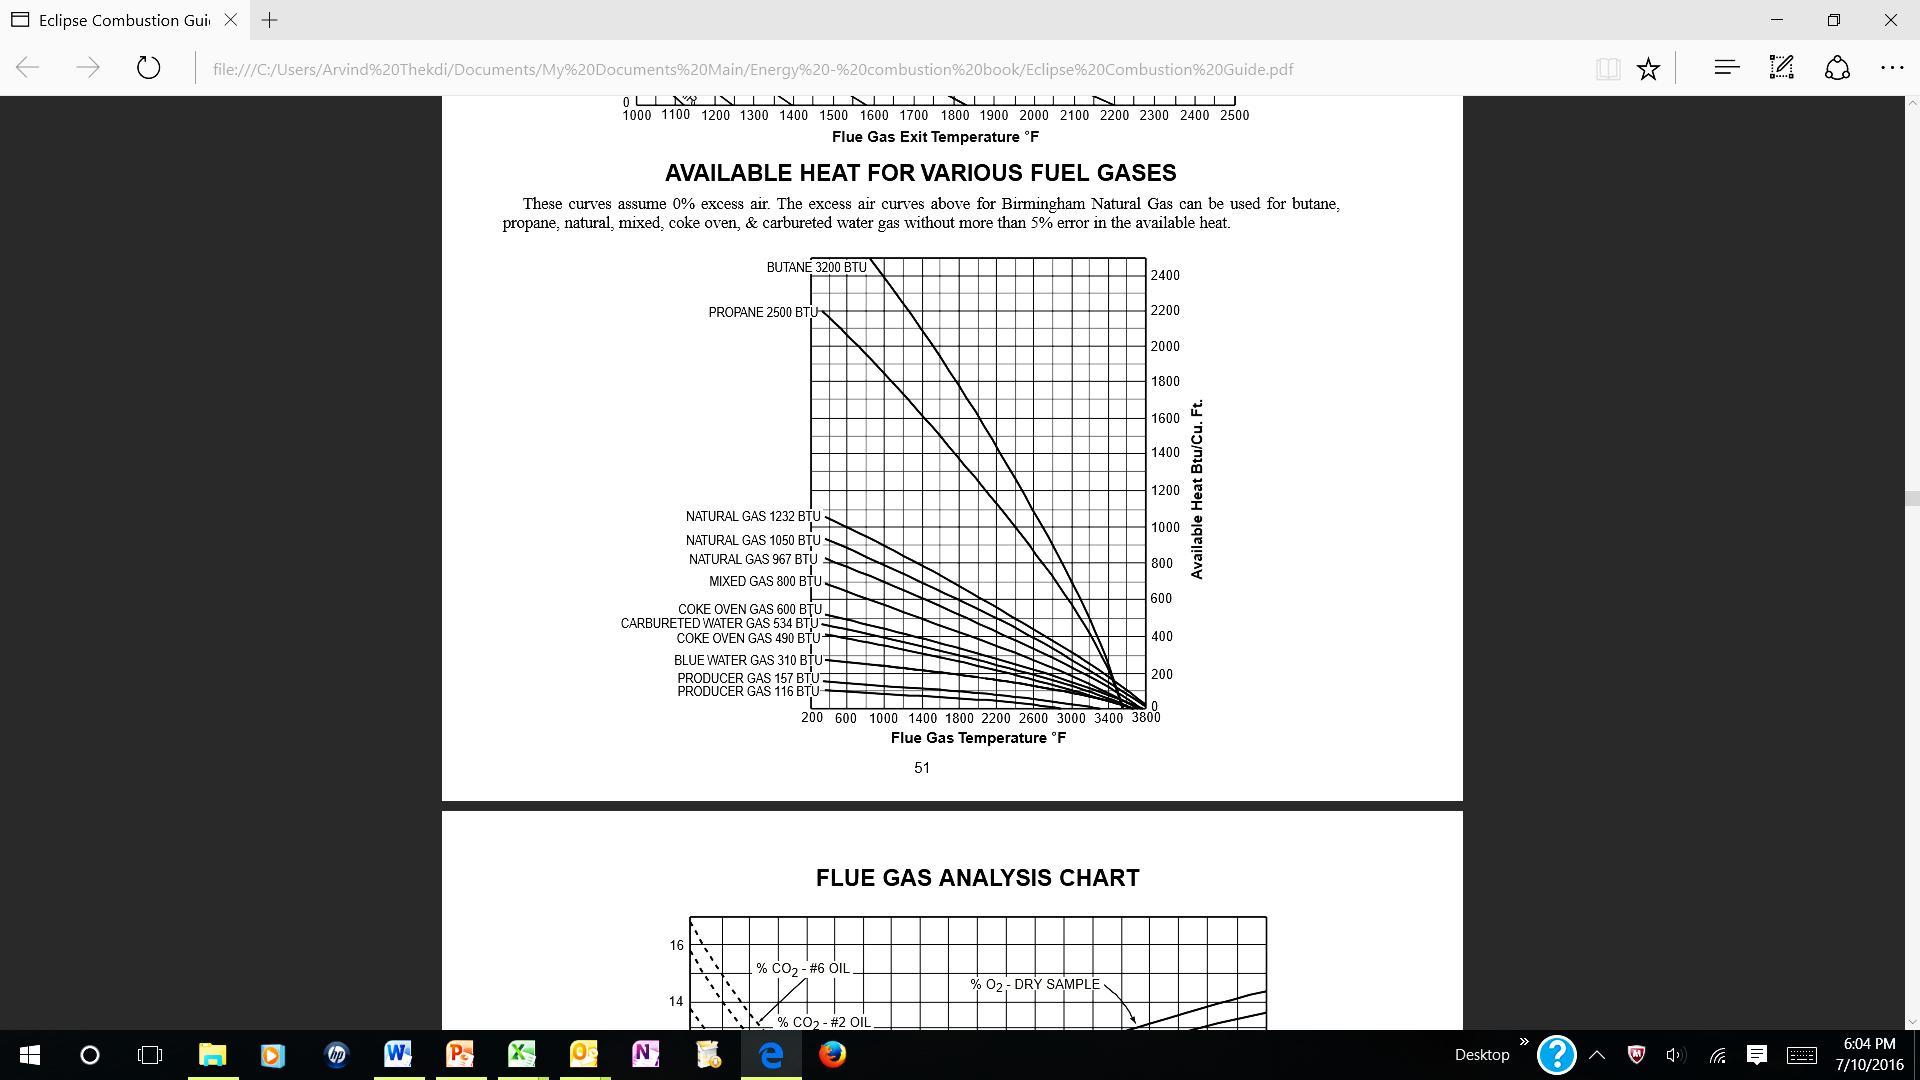 Eclipse Combustion Gui
file:///C:/Users/Arvind%20Thekdi/Documents/My%20Documents%20Main/Energy%20-%20combustion%20book/Eclipse%20Combustion%20Guide.pdf
0
1000 1100 1200 1300 1400 1500 1600 1700 1800 1900 2000 2100 2200 2300 2400 2500
Flue Gas Exit Temperature °F
AVAILABLE HEAT FOR VARIOUS FUEL GASES
These curves assume 0% excess air. The excess air curves above for Birmingham Natural Gas can be used for butane,
propane, natural, mixed, coke oven, & carbureted water gas without more than 5% error in the available heat.
BUTANE 3200 BTU
PROPANE 2500 BTU
NATURAL GAS 1232 BTU
NATURAL GAS 1050 BTU
NATURAL GAS 967 BTU
MIXED GAS 800 BTU
COKE OVEN GAS 600 BTU
CARBURETED WATER GAS 534 BTU
COKE OVEN GAS 490 BTU
BLUE WATER GAS 310 BTU
PRODUCER GAS 157 BTU
PRODUCER GAS 116 BTU
2400
2200
2000
1800
1600
1400
1200
1000
800
600
400
200
0
Available Heat Btu/Cu. Ft.
200 600 1000 1400 1800 2200 2600 3000 3400 3800
Flue Gas Temperature °F
51
FLUE GAS ANALYSIS CHART
16
14
% CO2 - #6 OIL
% O2 - DRY SAMPLE
% CO2 - #2 OIL
Desktop
6:04 PM
7/10/2016